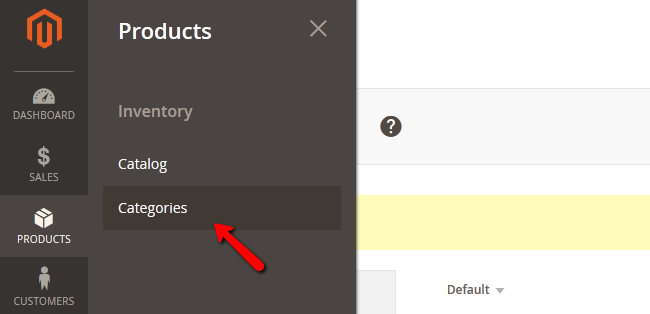 Products
Inventory
Catalog
Categories
DASHBOARD
SALES
PRODUCTS
CUSTOMERS
?
Default